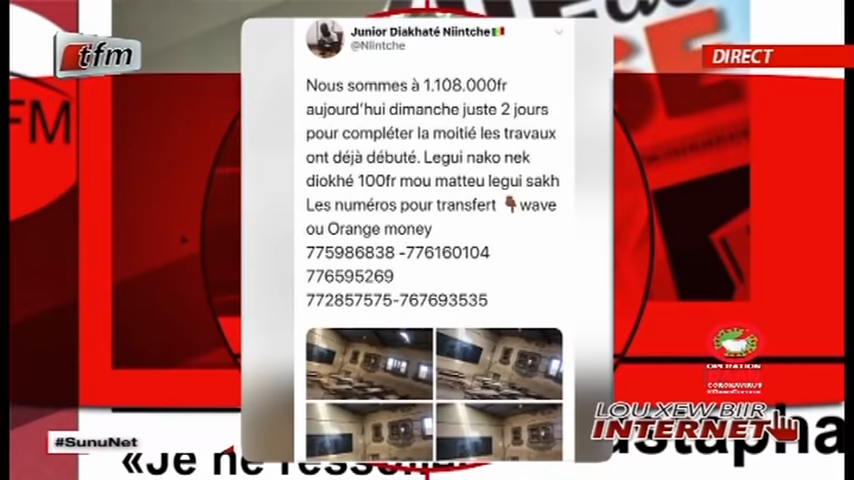 tfm
DIRECT
FM
Junior Diakhaté Niintche
@Niintche
Nous sommes à 1.108.000fr
aujourd'hui dimanche juste 2 jours
pour compléter la moitié les travaux
ont déjà débuté. Legui nako nek
diokhé 100fr mou matteu legui sakh
Les numéros pour transfert 👇🏾wave
ou Orange money
775986838 -776160104
776595269
772857575-767693535
OPERATION
CORONAVIRUS
LOU XEW BIIR
INTERNET
#SunuNet
«Je ne